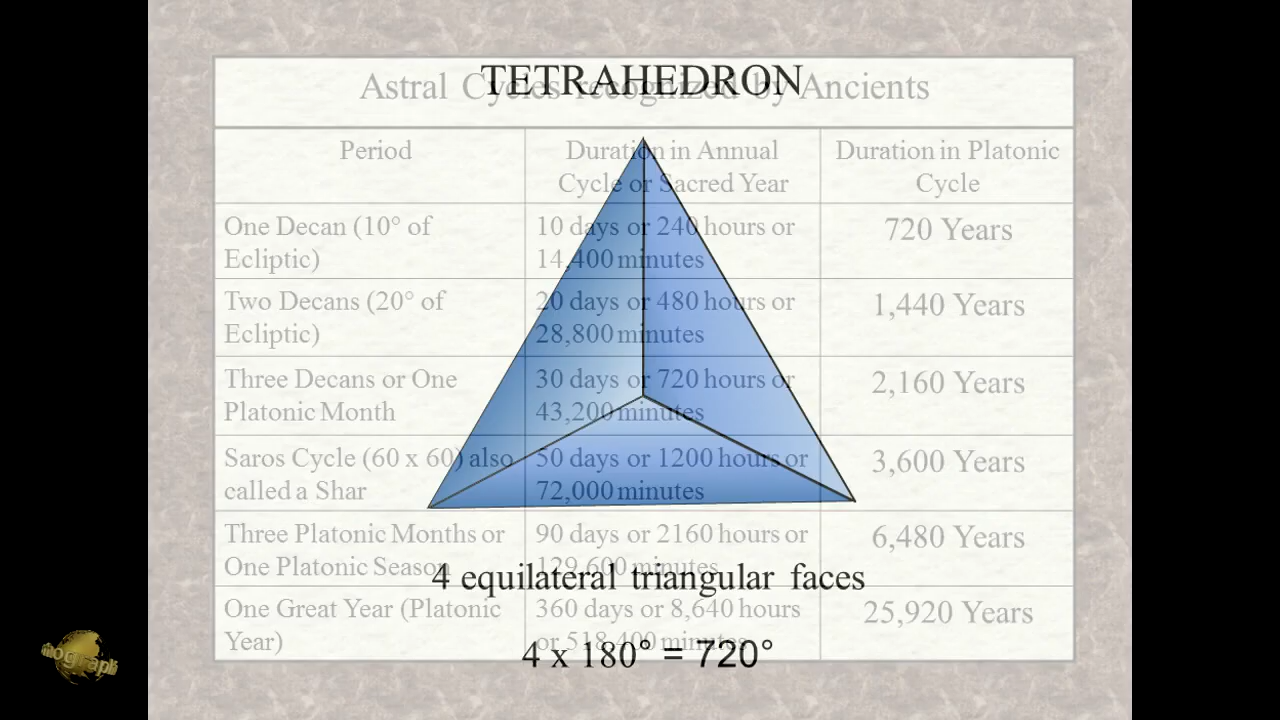 TETRAHEDRON
Astral Cycles recognized by Ancients
Period
Duration in Annual
Cycle or Sacred Year
Duration in Platonic
Cycle
One Decan (10° of
Ecliptic)
10 days or 240 hours or
14,400 minutes
720 Years
Two Decans (20° of
Ecliptic)
20 days or 480 hours or
28,800 minutes
1,440 Years
Three Decans or One
Platonic Month
30 days or 720 hours or
43,200 minutes
2,160 Years
Saros Cycle (60 x 60) also
called a Shar
50 days or 1200 hours or
72,000 minutes
3,600 Years
Three Platonic Months or
One Platonic Season
90 days or 2160 hours or
129,600 minutes
6,480 Years
4 equilateral triangular faces
One Great Year (Platonic
Year)
360 days or 8,640 hours
or 518,400 minutes
25,920 Years
4 x 180° = 720°